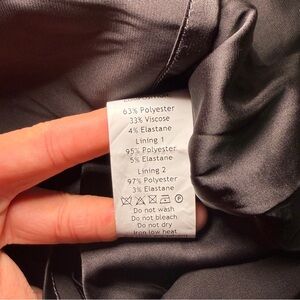 63% Polyester
33% Viscose
4% Elastane
Lining 1
95% Polyester
5% Elastane
Lining 2
97% Polyester
3% Elastane
Do not wash
Do not bleach
Do not dry
Iron low heat